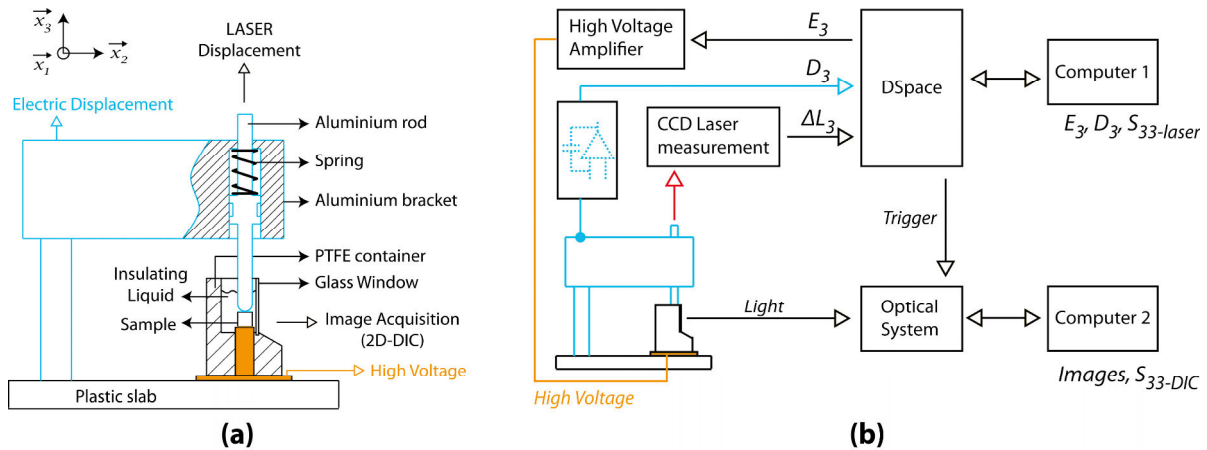 x₃
x₁
x₂
LASER
Displacement
Electric Displacement
Aluminium rod
Spring
Aluminium bracket
PTFE container
Glass Window
Insulating
Liquid
Sample
Image Acquisition
(2D-DIC)
High Voltage
Plastic slab
(a)
High Voltage
Amplifier
E₃
D₃
CCD Laser
measurement
ΔL₃
DSpace
Computer 1
E₃, D₃, S₃₃₋laser
Trigger
Light
Optical
System
Computer 2
Images, S₃₃₋DIC
High Voltage
(b)